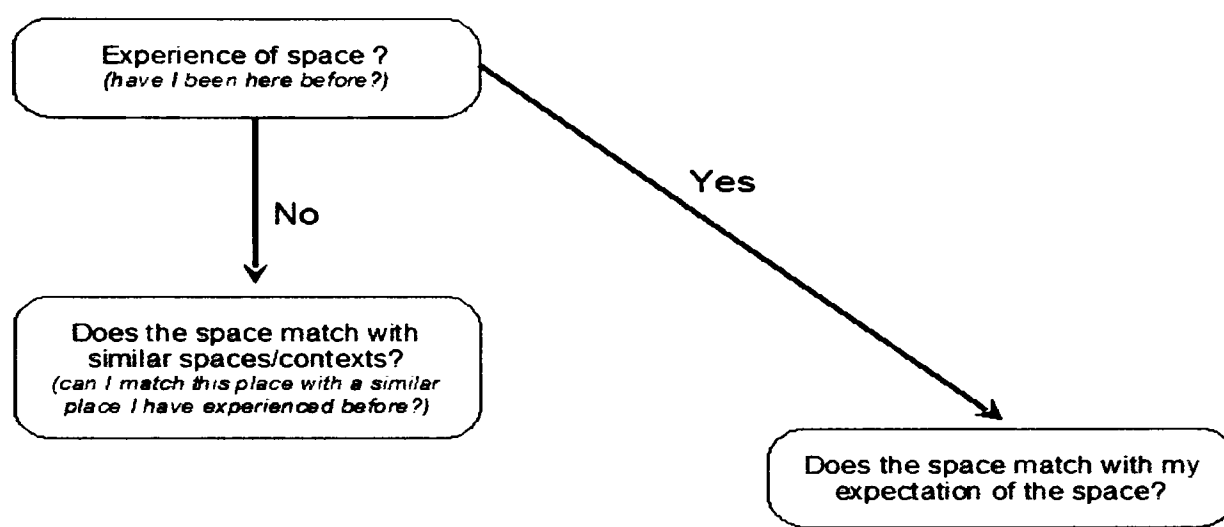 Experience of space ?
(have I been here before?)
Yes
No
Does the space match with
similar spaces/contexts?
(can I match this place with a similar
place I have experienced before?)
Does the space match with my
expectation of the space?